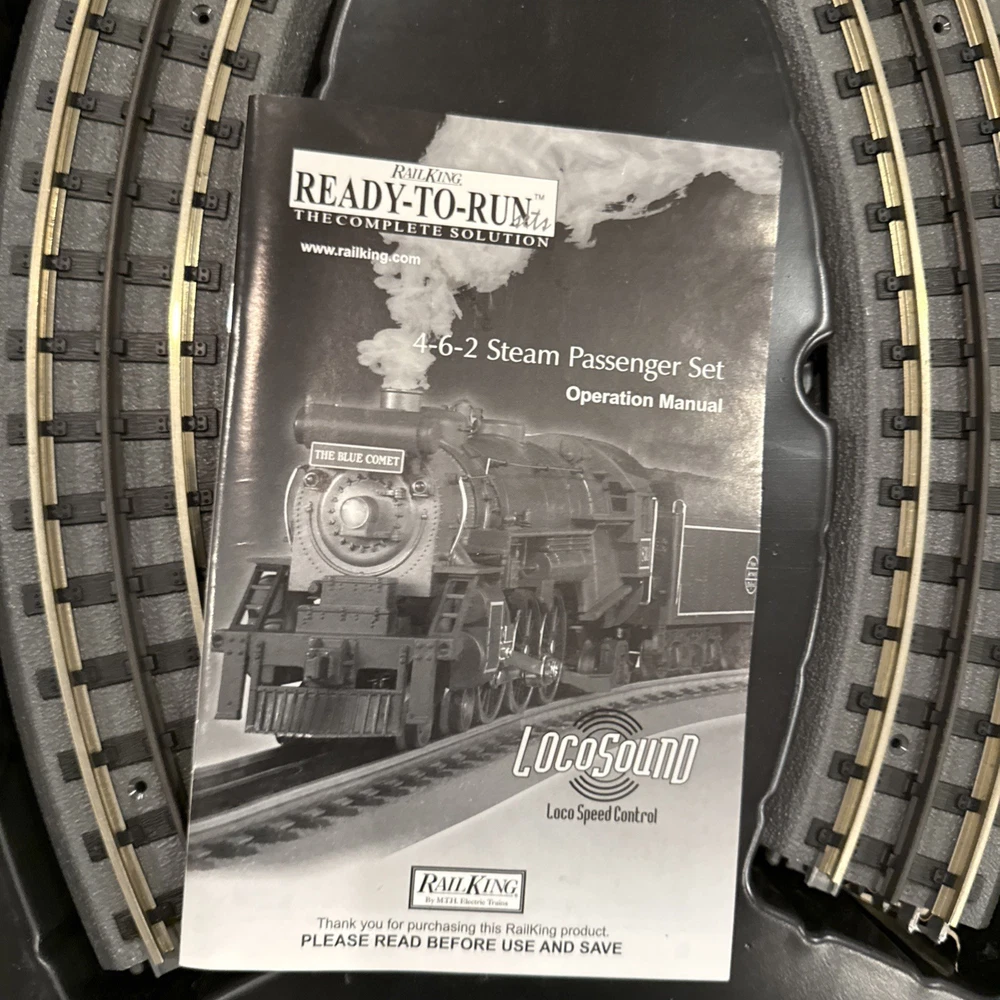 RAILKING
READY-TO-RUN™
THE COMPLETE SOLUTION
www.railking.com
4-6-2 Steam Passenger Set
Operation Manual
THE BLUE COMET
LOCOSOUND
Loco Speed Control
RAILKING
By M.T.H. Electric Trains
Thank you for purchasing this RailKing product.
PLEASE READ BEFORE USE AND SAVE